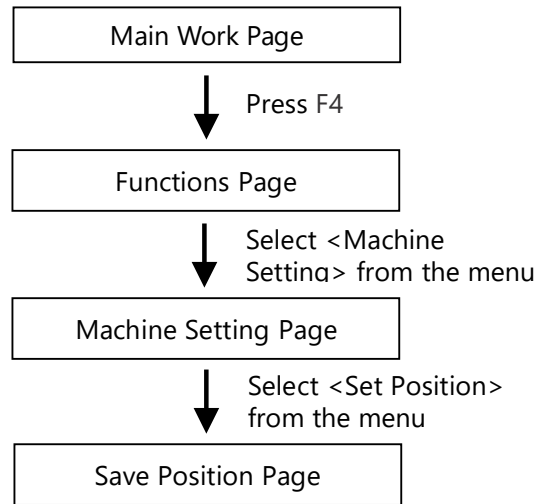 Main Work Page
Press F4
Functions Page
Select <Machine
Setting> from the menu
Machine Setting Page
Select <Set Position>
from the menu
Save Position Page